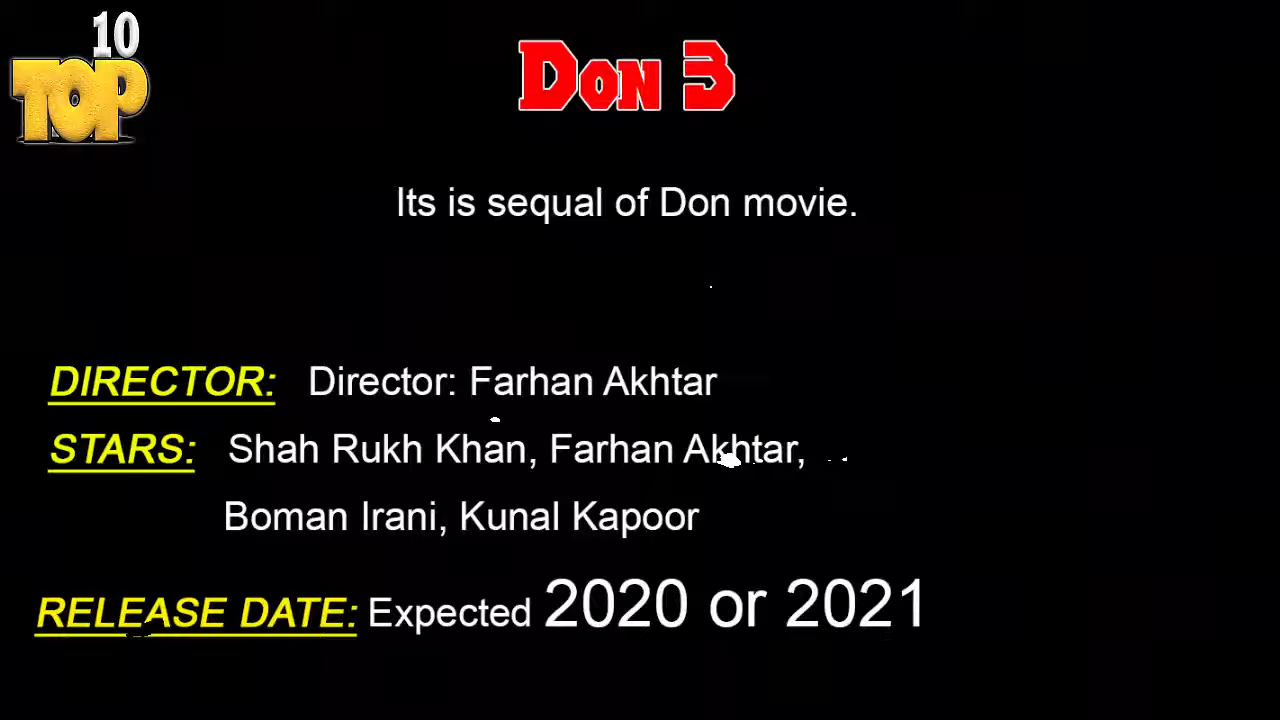 10
TOP
Don 3
Its is sequal of Don movie.
DIRECTOR: Director: Farhan Akhtar
STARS: Shah Rukh Khan, Farhan Akhtar,
Boman Irani, Kunal Kapoor
RELEASE DATE: Expected 2020 or 2021